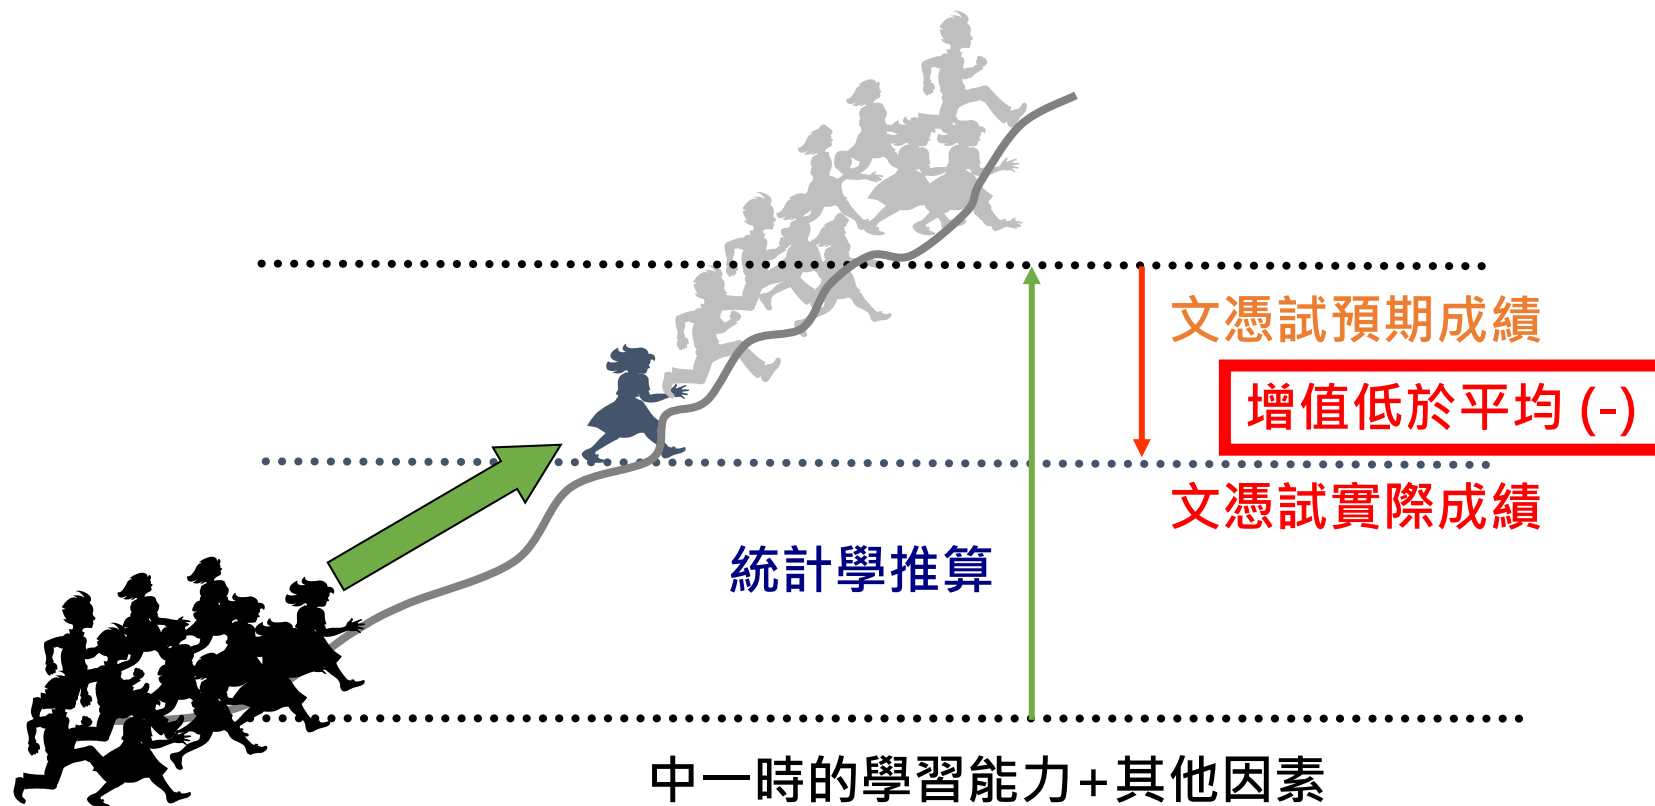 文憑試預期成績
增值低於平均 (-)
文憑試實際成績
統計學推算
中一時的學習能力+其他因素